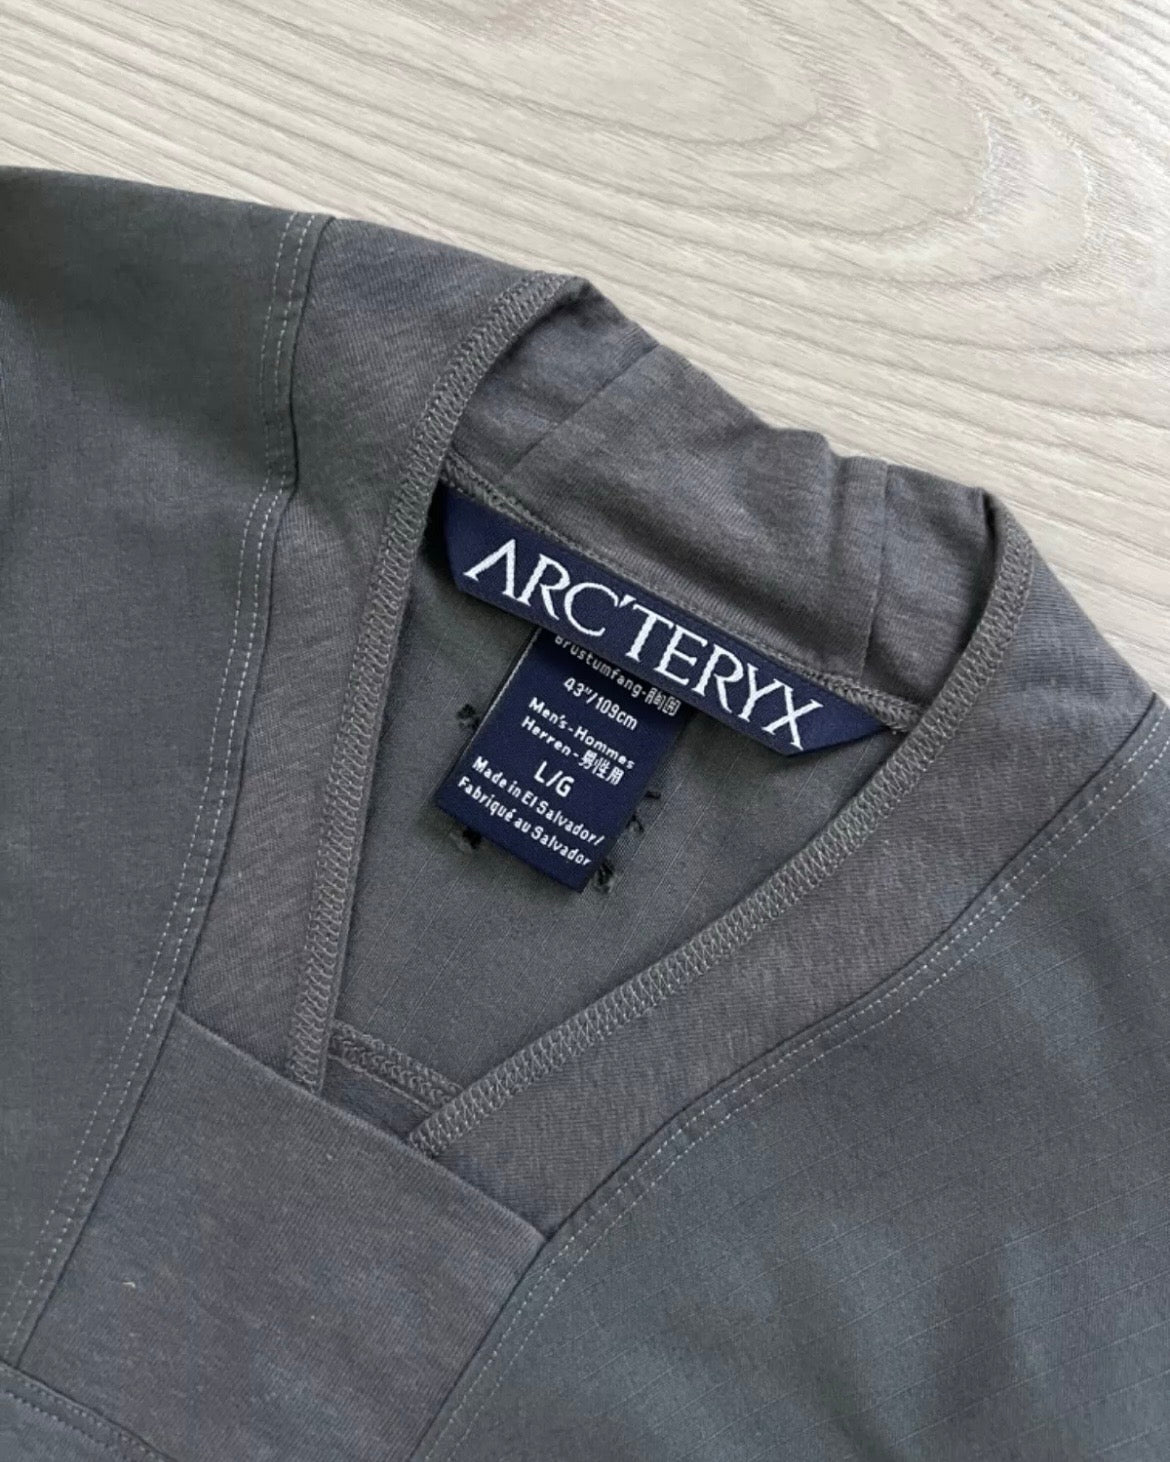 ARC'TERYX
Brustumfang-胸囲
43"/109cm
Men's-Hommes
Herren-男性用
L/G
Made in El Salvador/
Fabriqué au Salvador